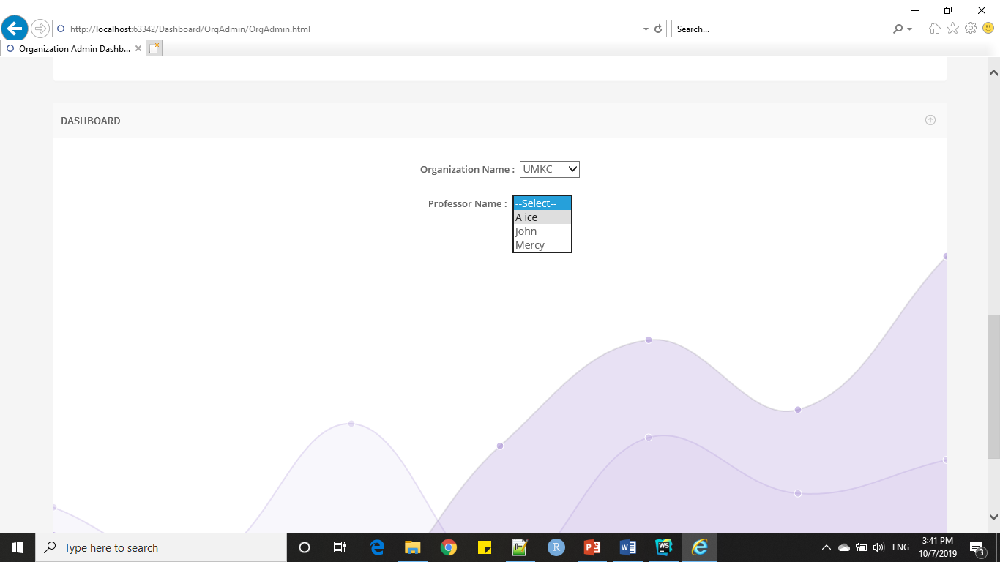 http://localhost:63342/Dashboard/OrgAdmin/OrgAdmin.html
Search...
Organization Admin Dashb...
DASHBOARD
Organization Name : UMKC
Professor Name : --Select--
Alice
John
Mercy
Type here to search
ENG
3:41 PM
10/7/2019
3